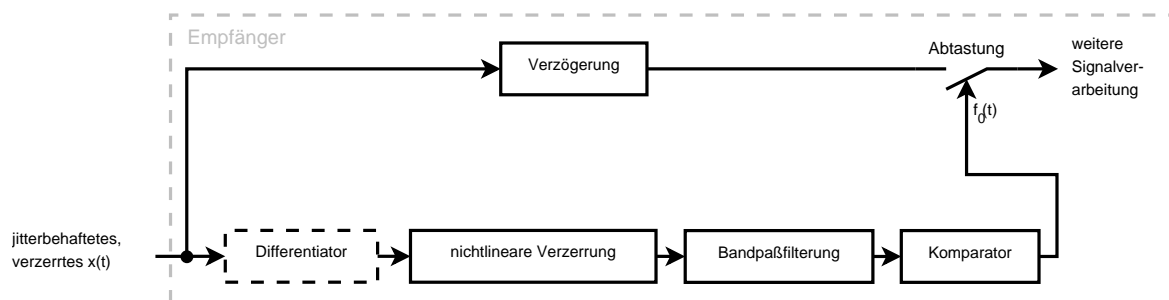 Empfänger
Verzögerung
Abtastung
weitere
Signalver-
arbeitung
f0(t)
jitterbehaftetes,
verzerrtes x(t)
Differentiator
nichtlineare Verzerrung
Bandpaßfilterung
Komparator